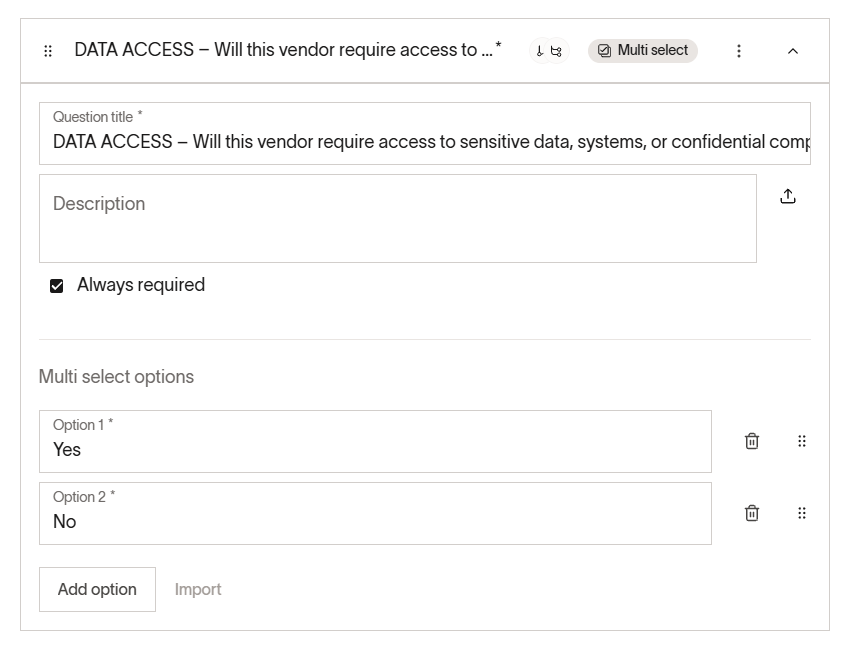 DATA ACCESS – Will this vendor require access to ... *
Multi select
Question title *
DATA ACCESS – Will this vendor require access to sensitive data, systems, or confidential comp
Description
Always required
Multi select options
Option 1 *
Yes
Option 2 *
No
Add option
Import